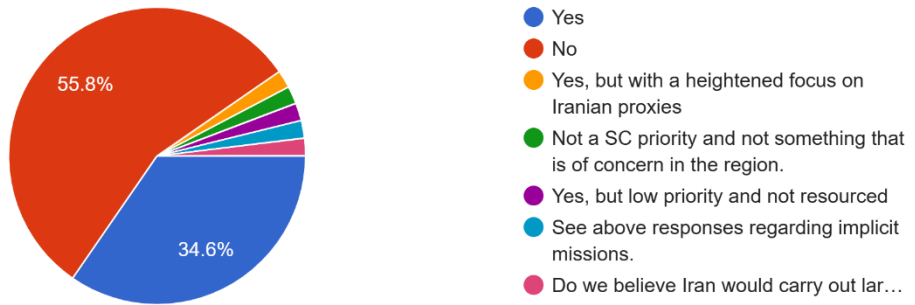 Yes
No
55.8%
Yes, but with a heightened focus on
Iranian proxies
Not a SC priority and not something that
is of concern in the region.
Yes, but low priority and not resourced
34.6%
See above responses regarding implicit
missions.
Do we believe Iran would carry out lar…